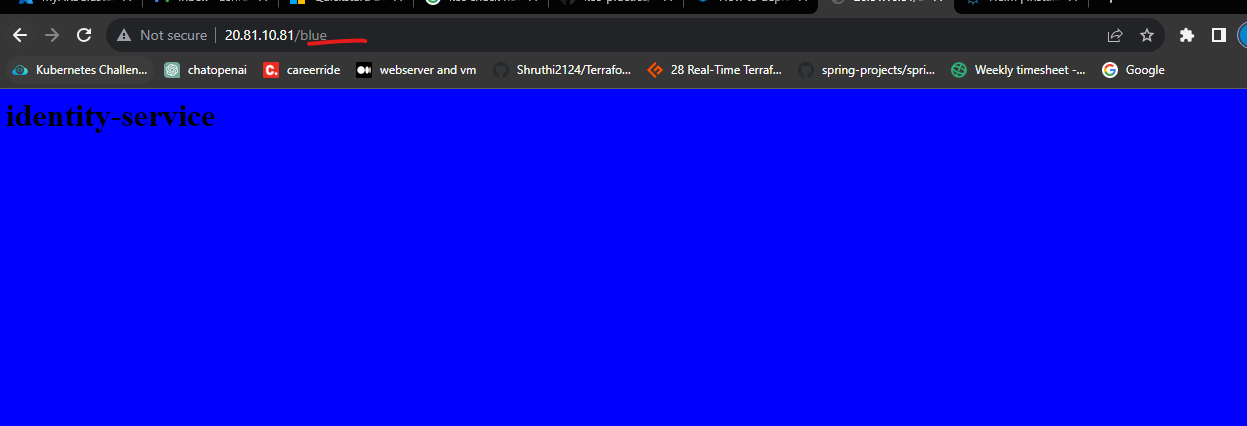 Not secure 20.81.10.81/blue
Kubernetes Challen... chatopenai careerride webserver and vm Shruthi2124/Terrafo... 28 Real-Time Terraf... spring-projects/spri... Weekly timesheet -... Google
identity-service